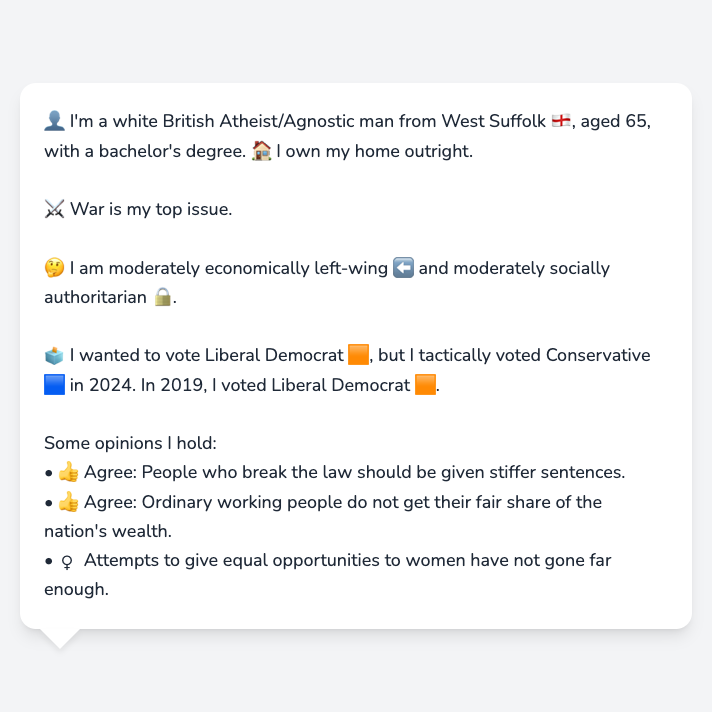 👤 I'm a white British Atheist/Agnostic man from West Suffolk 🏴󠁧󠁢󠁥󠁮󠁧󠁿, aged 65,
with a bachelor's degree. 🏠 I own my home outright.
⚔️ War is my top issue.
🤔 I am moderately economically left-wing ⬅️ and moderately socially
authoritarian 🔒.
🗳️ I wanted to vote Liberal Democrat 🟧, but I tactically voted Conservative
🟦 in 2024. In 2019, I voted Liberal Democrat 🟧.
Some opinions I hold:
• 👍 Agree: People who break the law should be given stiffer sentences.
• 👍 Agree: Ordinary working people do not get their fair share of the
nation's wealth.
• ♀ Attempts to give equal opportunities to women have not gone far
enough.